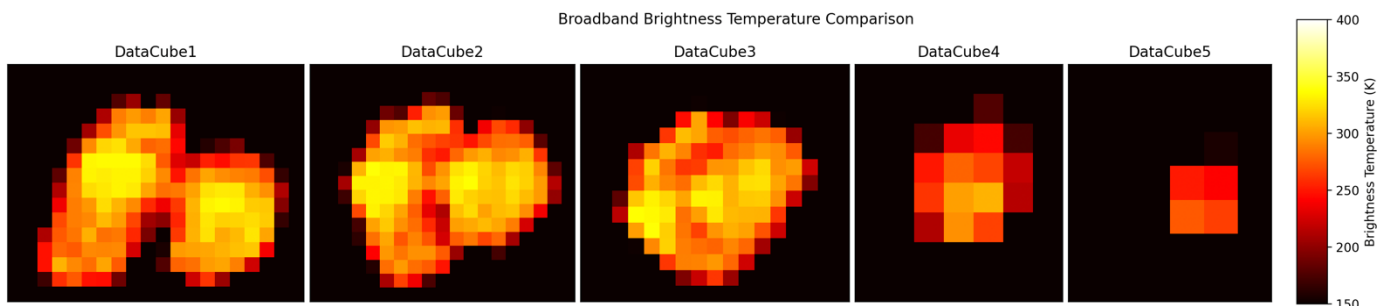 Broadband Brightness Temperature Comparison
DataCube1
DataCube2
DataCube3
DataCube4
DataCube5
400
350
300
250
200
150
Brightness Temperature (K)